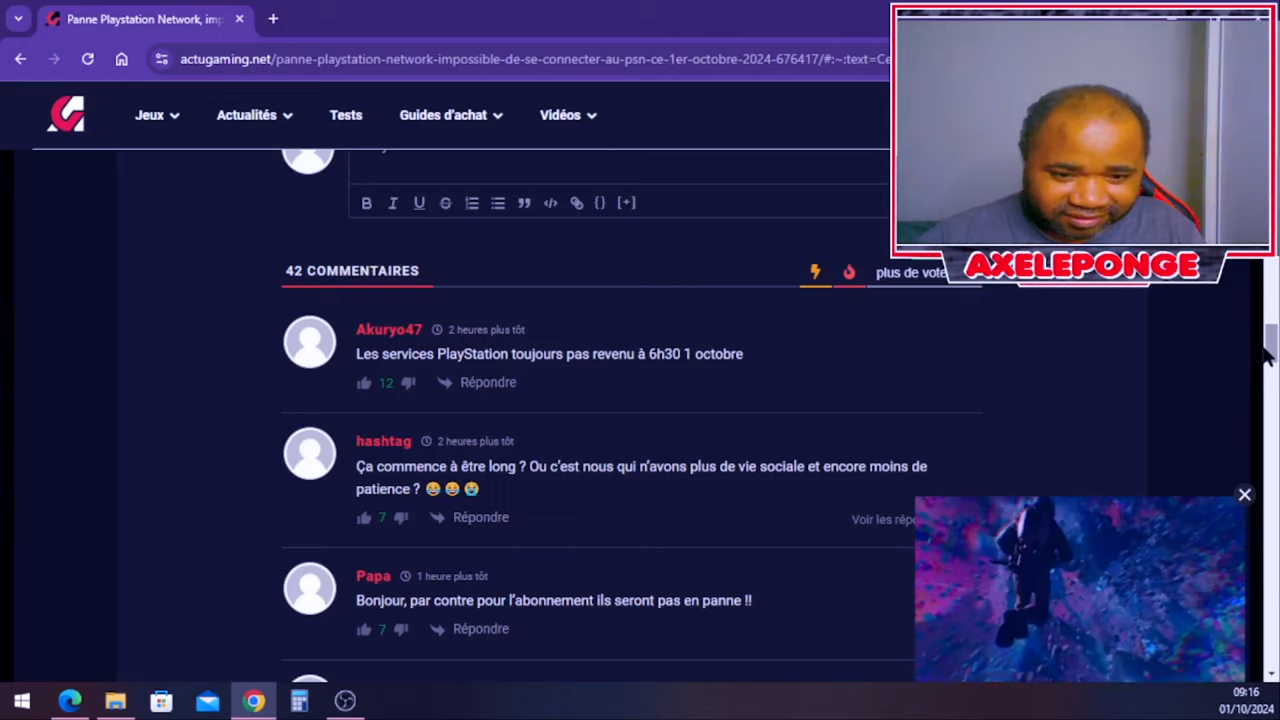 Panne Playstation Network, imp
actugaming.net/panne-playstation-network-impossible-de-se-connecter-au-psn-ce-1er-octobre-2024-676417/#:~:text=Ce
Jeux
Actualités
Tests
Guides d'achat
Vidéos
AXELEPONGE
B I U S
42 COMMENTAIRES
plus de vote
Akuryo47 2 heures plus tôt
Les services PlayStation toujours pas revenu à 6h30 1 octobre
12 Répondre
hashtag 2 heures plus tôt
Ça commence à être long ? Ou c'est nous qui n'avons plus de vie sociale et encore moins de
patience ? 😂 😂 😭
7 Répondre
Voir les répo
Papa 1 heure plus tôt
Bonjour, par contre pour l'abonnement ils seront pas en panne !!
7 Répondre
09:16
01/10/2024